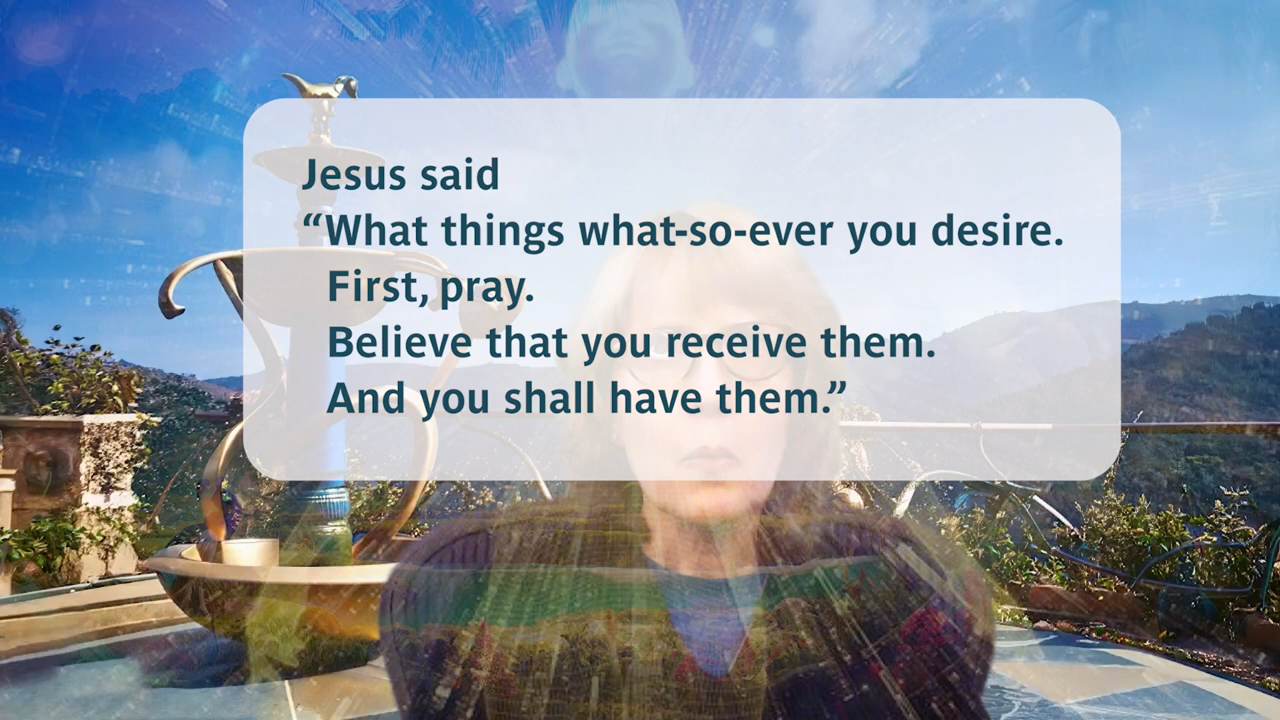 Jesus said
“What things what-so-ever you desire.
First, pray.
Believe that you receive them.
And you shall have them.”